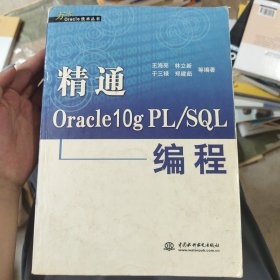 Oracle技术丛书
王海亮 林立新
于三禄 郑建茹
等编著
精通
Oracle10g PL/SQL
编程
中国水利水电出版社